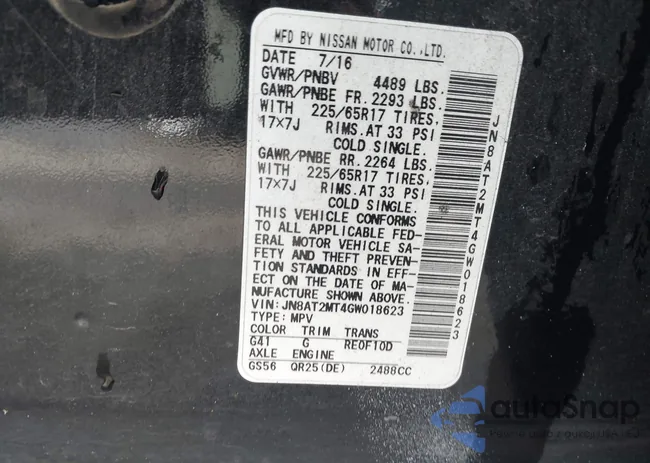 MFD BY NISSAN MOTOR CO.,LTD.
DATE 7/16
GVWR/PNBV 4489 LBS.
GAWR/PNBE FR. 2293 LBS.
WITH 225/65R17 TIRES,
17×7J RIMS.AT 33 PSI
COLD SINGLE.
GAWR/PNBE RR. 2264 LBS.
WITH 225/65R17 TIRES,
17×7J RIMS.AT 33 PSI
COLD SINGLE.
THIS VEHICLE CONFORMS
TO ALL APPLICABLE FED-
ERAL MOTOR VEHICLE SA-
FETY AND THEFT PREVEN-
TION STANDARDS IN EFF-
ECT ON THE DATE OF MA-
NUFACTURE SHOWN ABOVE.
VIN: JN8AT2MT4GW018623
TYPE: MPV
COLOR TRIM TRANS
G41 G RE0F10D
AXLE ENGINE
GS56 QR25(DE) 2488CC
JN8AT2MT4GW018623
autoSnap